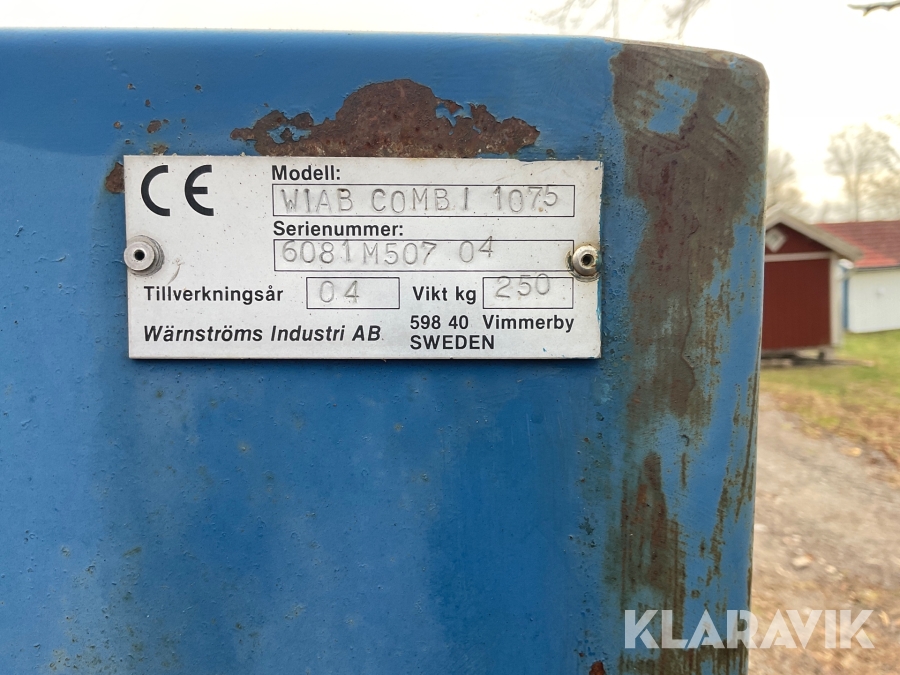 CE
Modell:
WIAB COMBI 1075
Serienummer:
6081M507 04
Tillverkningsår 04 Vikt kg 250
Wärnströms Industri AB 598 40 Vimmerby
SWEDEN
KLARAVIK